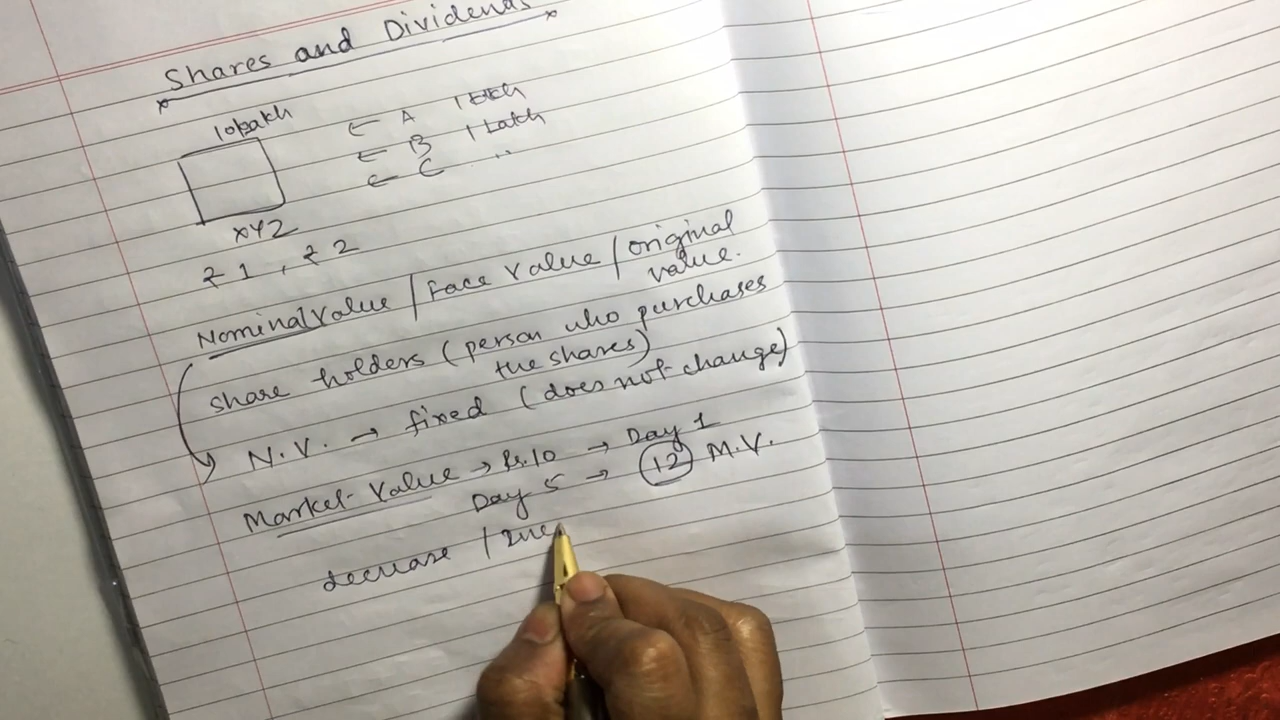 Shares and Dividends
10 lakh
← A 1 lakh
← B 1 lakh
← C "
XYZ
₹ 1, ₹ 2
Nominal Value / Face Value / original value.
share holders (person who purchases the shares)
N.V. → fixed (does not change)
Market Value → Rs.10 → Day 1
Day 5 → 12 M.V.
decrease / Inc